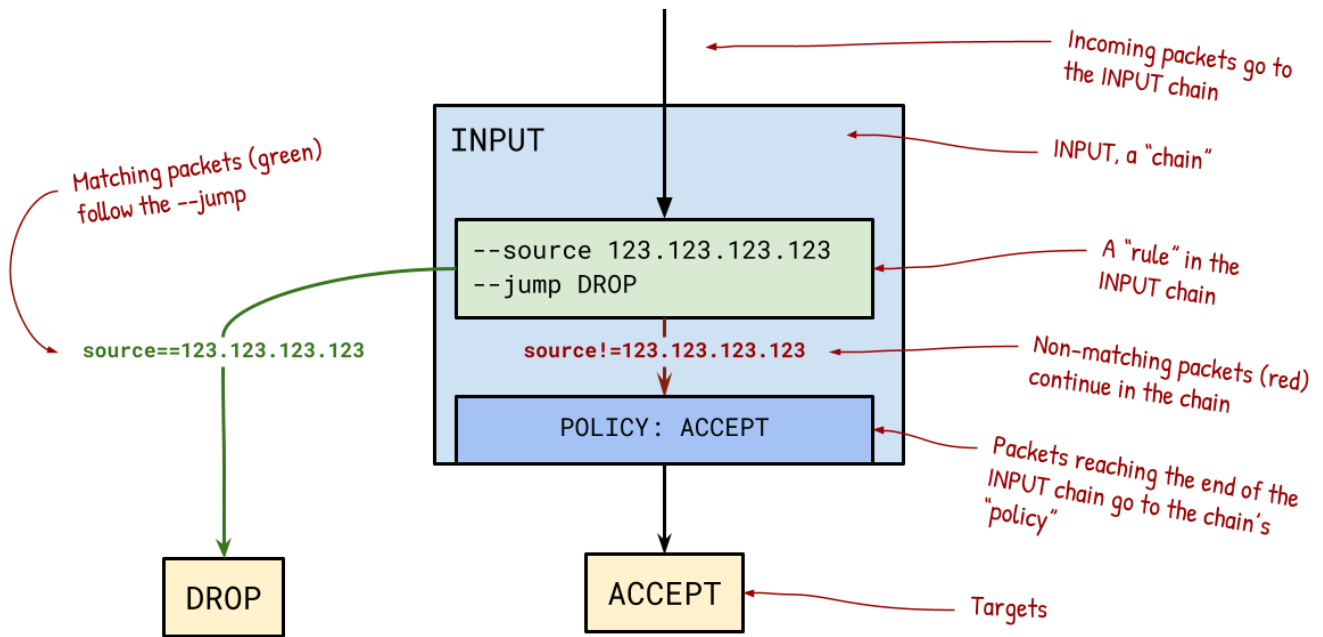 Incoming packets go to
the INPUT chain
INPUT
INPUT, a “chain”
Matching packets (green)
follow the --jump
--source 123.123.123.123
--jump DROP
A “rule” in the
INPUT chain
source==123.123.123.123
source!=123.123.123.123
Non-matching packets (red)
continue in the chain
POLICY: ACCEPT
Packets reaching the end of the
INPUT chain go to the chain’s
“policy”
DROP
ACCEPT
Targets